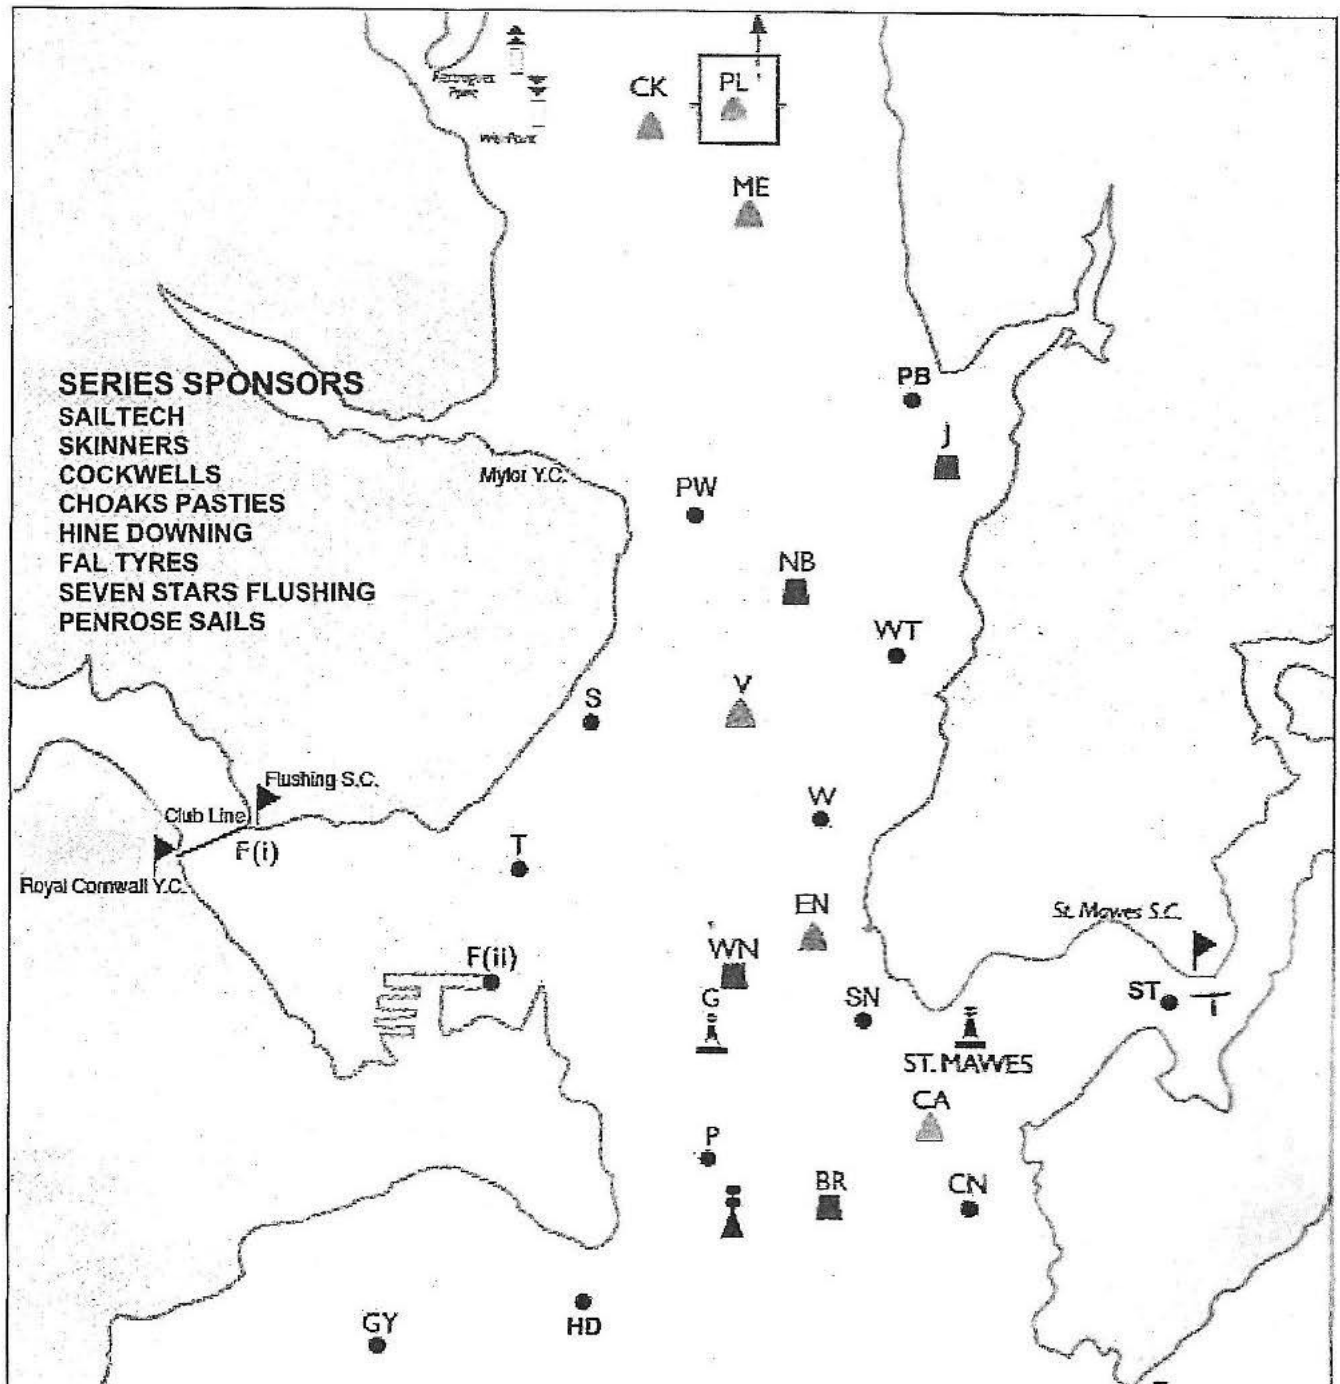 CK
PL
ME
SERIES SPONSORS
SAILTECH
SKINNERS
COCKWELLS
CHOAKS PASTIES
HINE DOWNING
FAL TYRES
SEVEN STARS FLUSHING
PENROSE SAILS
PB
J
Mylor Y.C.
PW
NB
WT
S
V
Flushing S.C.
Club Line
F(i)
Royal Cornwall Y.C.
W
T
EN
St. Mawes S.C.
WN
F(ii)
G
SN
ST
ST. MAWES
CA
P
BR
CN
GY
HD